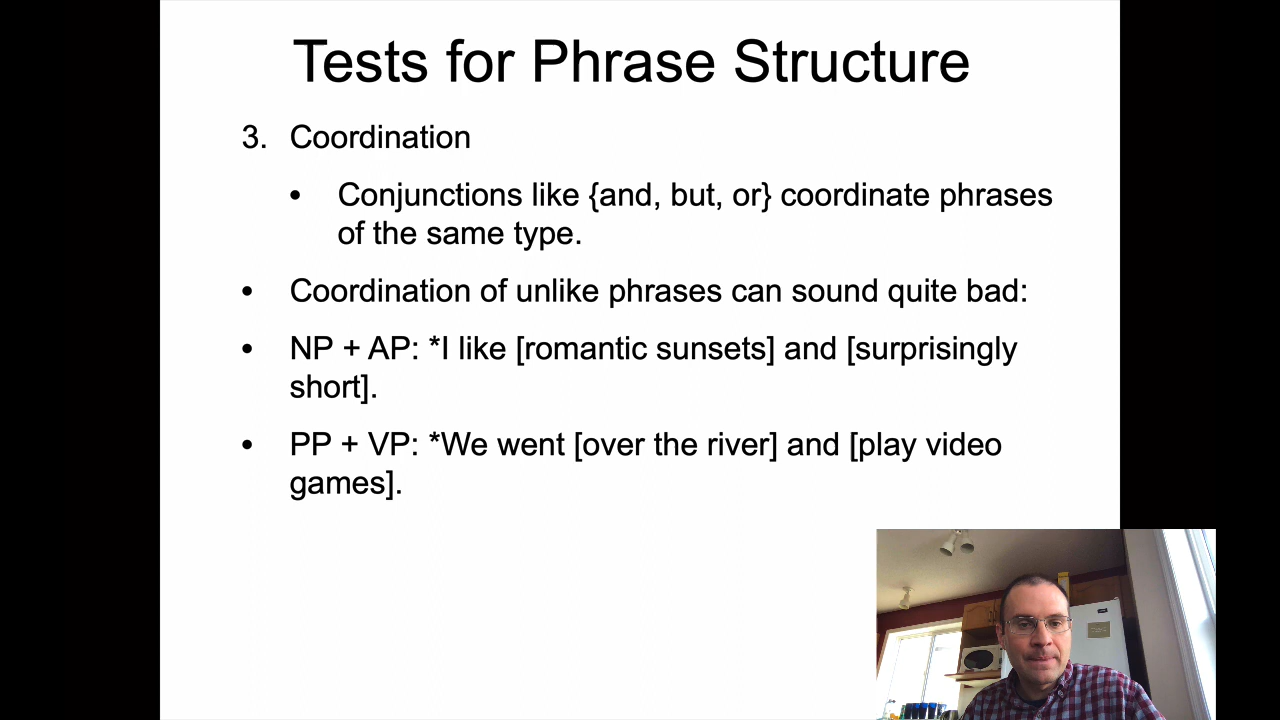 Tests for Phrase Structure
3. Coordination
• Conjunctions like {and, but, or} coordinate phrases
of the same type.
• Coordination of unlike phrases can sound quite bad:
• NP + AP: *I like [romantic sunsets] and [surprisingly
short].
• PP + VP: *We went [over the river] and [play video
games].